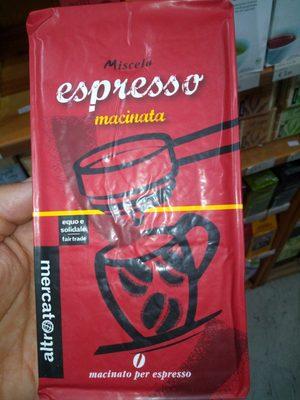 Miscela
espresso
macinata
equo e
solidale
fair trade
altromercato
macinato per espresso